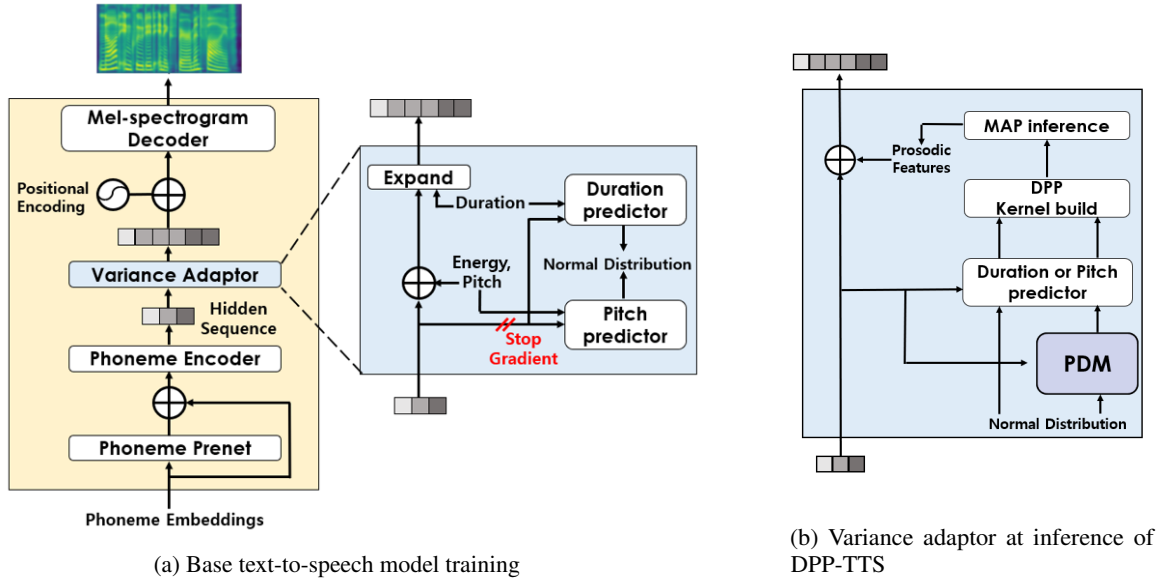 Mel-spectrogram
Decoder
Positional
Encoding
Variance Adaptor
Hidden
Sequence
Phoneme Encoder
Phoneme Prenet
Phoneme Embeddings
Expand
Duration
Duration
predictor
Energy,
Pitch
Normal Distribution
Pitch
predictor
Stop
Gradient
(a) Base text-to-speech model training
MAP inference
Prosodic
Features
DPP
Kernel build
Duration or Pitch
predictor
PDM
Normal Distribution
(b) Variance adaptor at inference of
DPP-TTS